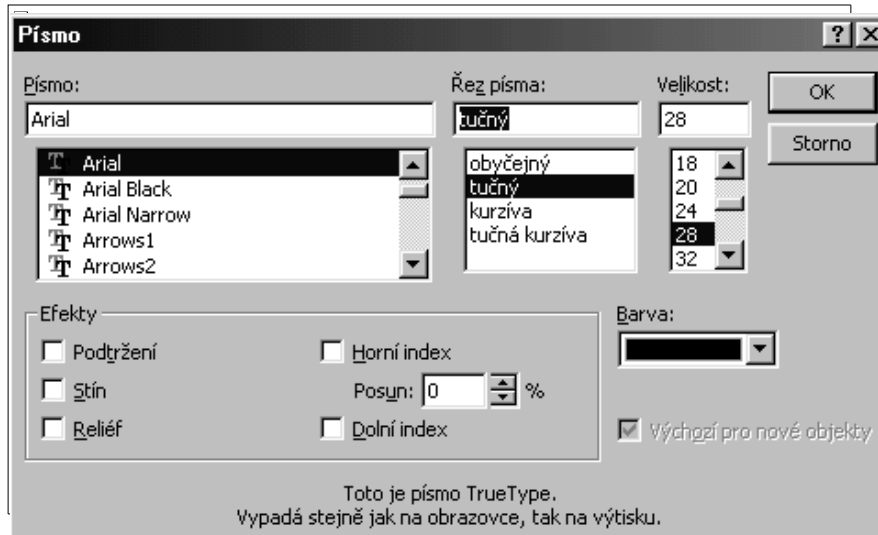 Písmo
Písmo:
Řez písma:
Velikost:
OK
Arial
tučný
28
Storno
Arial
Arial Black
Arial Narrow
Arrows1
Arrows2
obyčejný
tučný
kurzíva
tučná kurzíva
18
20
24
28
32
Efekty
Podtržení
Stín
Reliéf
Horní index
Posun: 0 %
Dolní index
Barva:
Výchozí pro nové objekty
Toto je písmo TrueType.
Vypadá stejně jak na obrazovce, tak na výtisku.